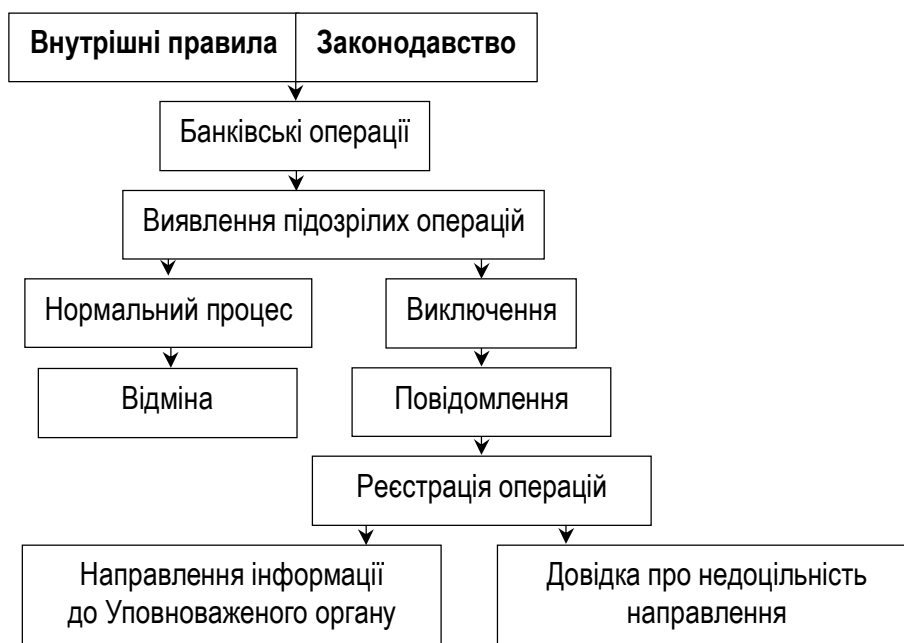 Внутрішні правила
Законодавство
Банківські операції
Виявлення підозрілих операцій
Нормальний процес
Виключення
Відміна
Повідомлення
Реєстрація операцій
Направлення інформації
до Уповноваженого органу
Довідка про недоцільність
направлення